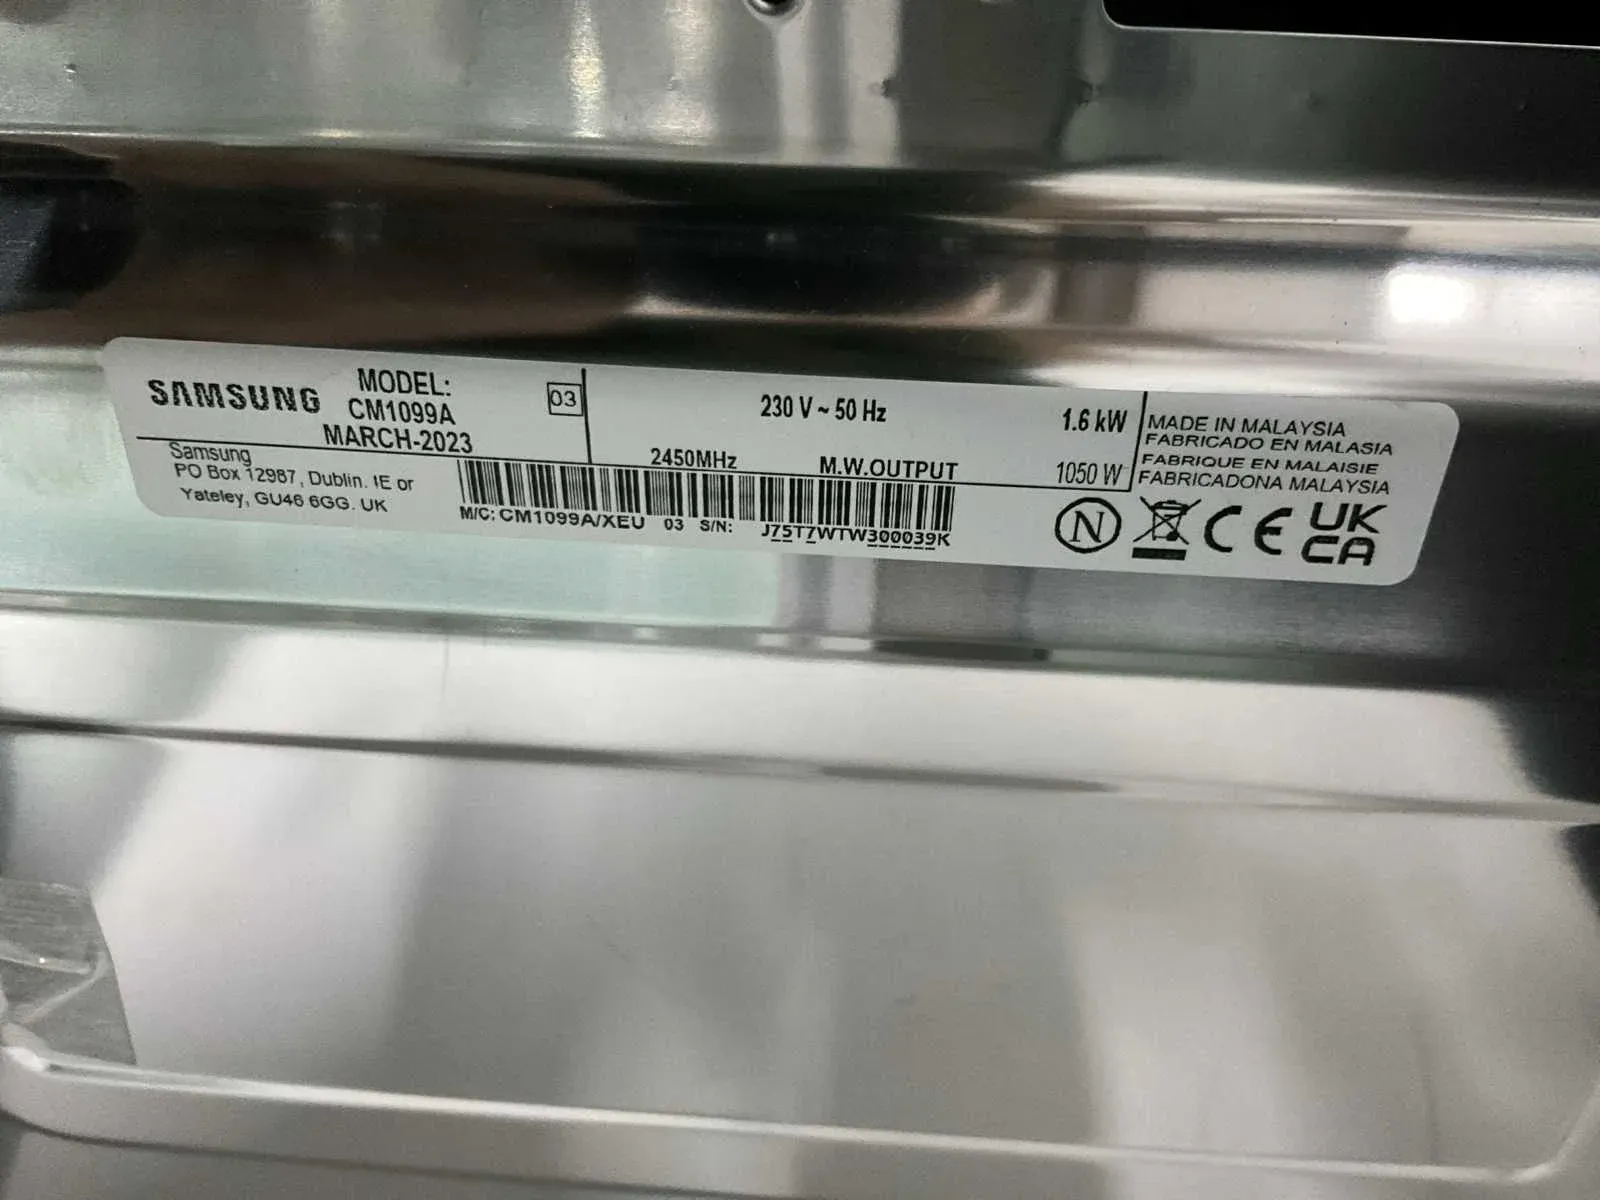 SAMSUNG
MODEL:
CM1099A
MARCH-2023
03
230 V ~ 50 Hz
1.6 kW
2450MHz
M.W.OUTPUT
1050 W
MADE IN MALAYSIA
FABRICADO EN MALASIA
FABRIQUE EN MALAISIE
FABRICADONA MALAYSIA
Samsung
PO Box 12987, Dublin. IE or
Yateley, GU46 6GG. UK
M/C: CM1099A/XEU 03 S/N: J75T7WTW300039K
N
CE
UK
CA